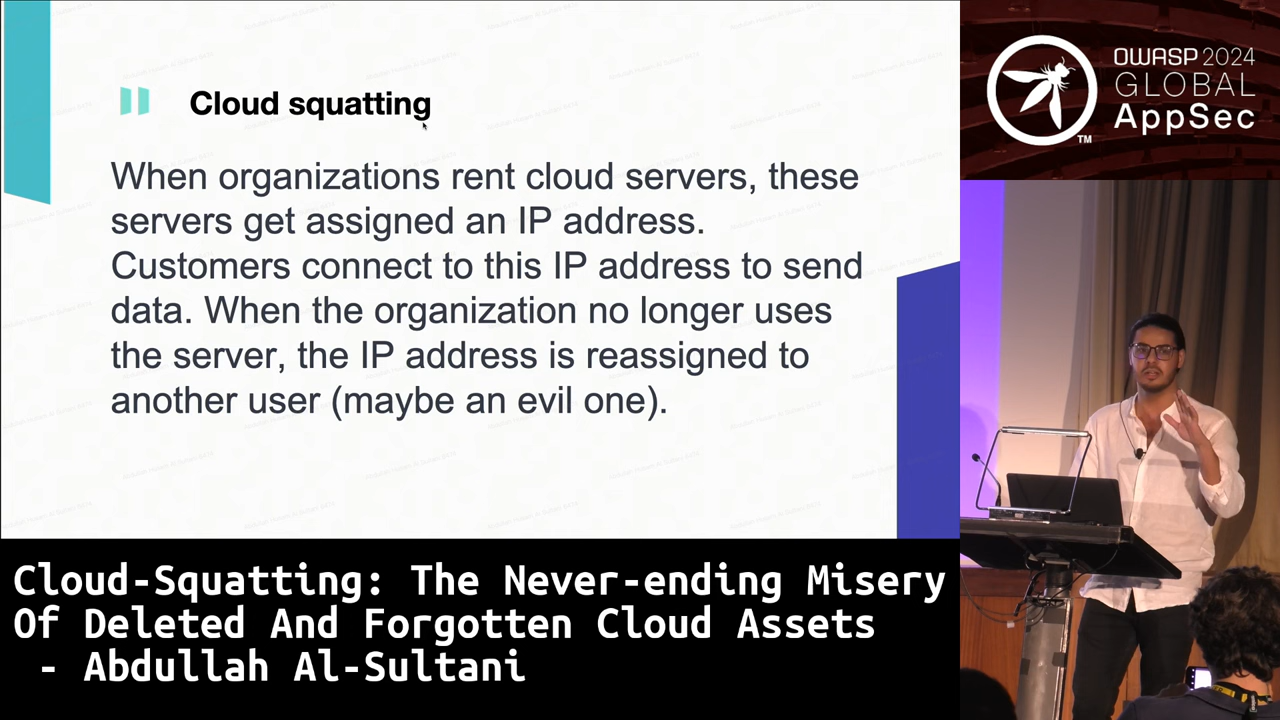 Cloud squatting
When organizations rent cloud servers, these
servers get assigned an IP address.
Customers connect to this IP address to send
data. When the organization no longer uses
the server, the IP address is reassigned to
another user (maybe an evil one).
OWASP 2024
GLOBAL
AppSec
TM
Cloud-Squatting: The Never-ending Misery
Of Deleted And Forgotten Cloud Assets
- Abdullah Al-Sultani